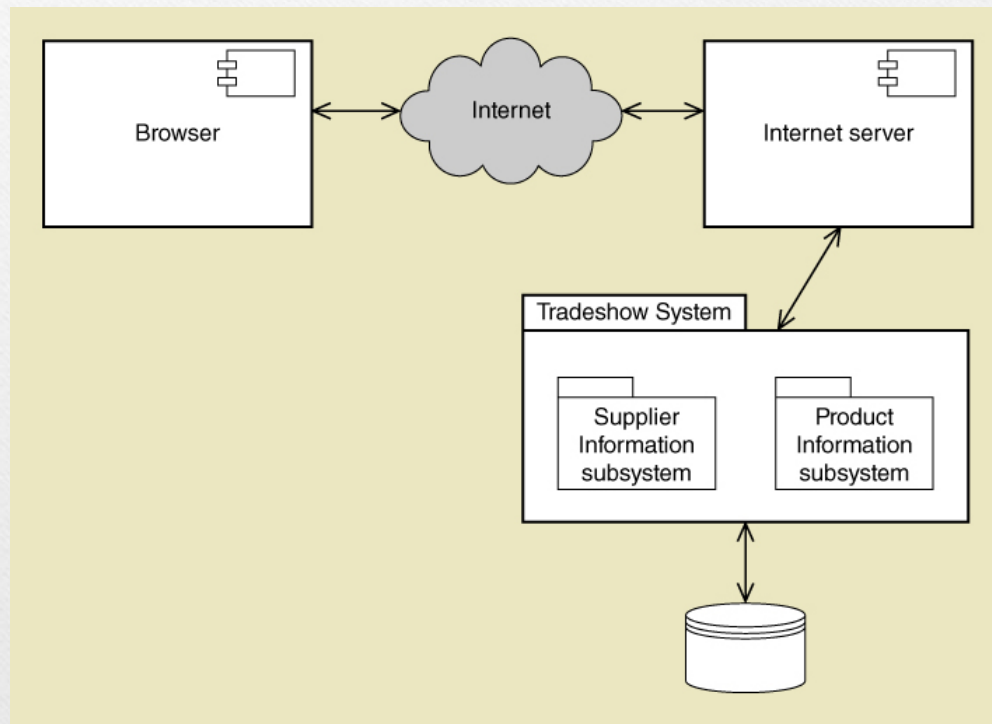 Browser
Internet
Internet server
Tradeshow System
Supplier
Information
subsystem
Product
Information
subsystem